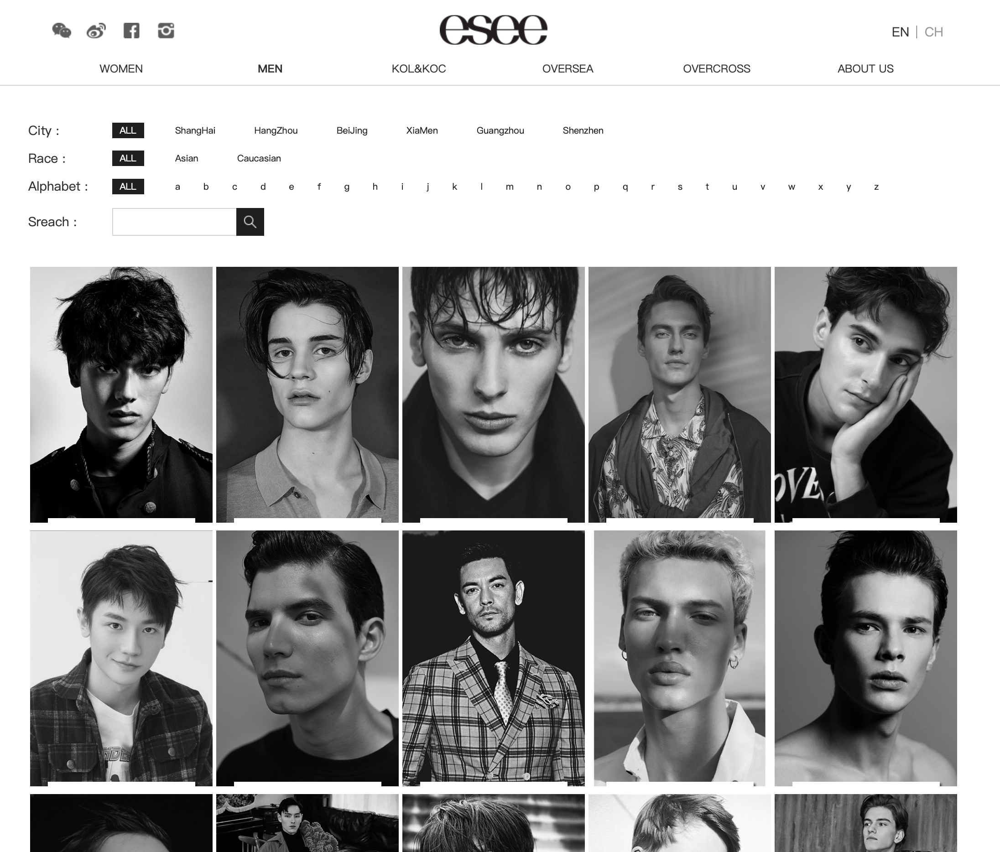 esee
EN | CH
WOMEN MEN KOL&KOC OVERSEA OVERCROSS ABOUT US
City : ALL ShangHai HangZhou BeiJing XiaMen Guangzhou Shenzhen
Race : ALL Asian Caucasian
Alphabet : ALL a b c d e f g h i j k l m n o p q r s t u v w x y z
Sreach :
OVE